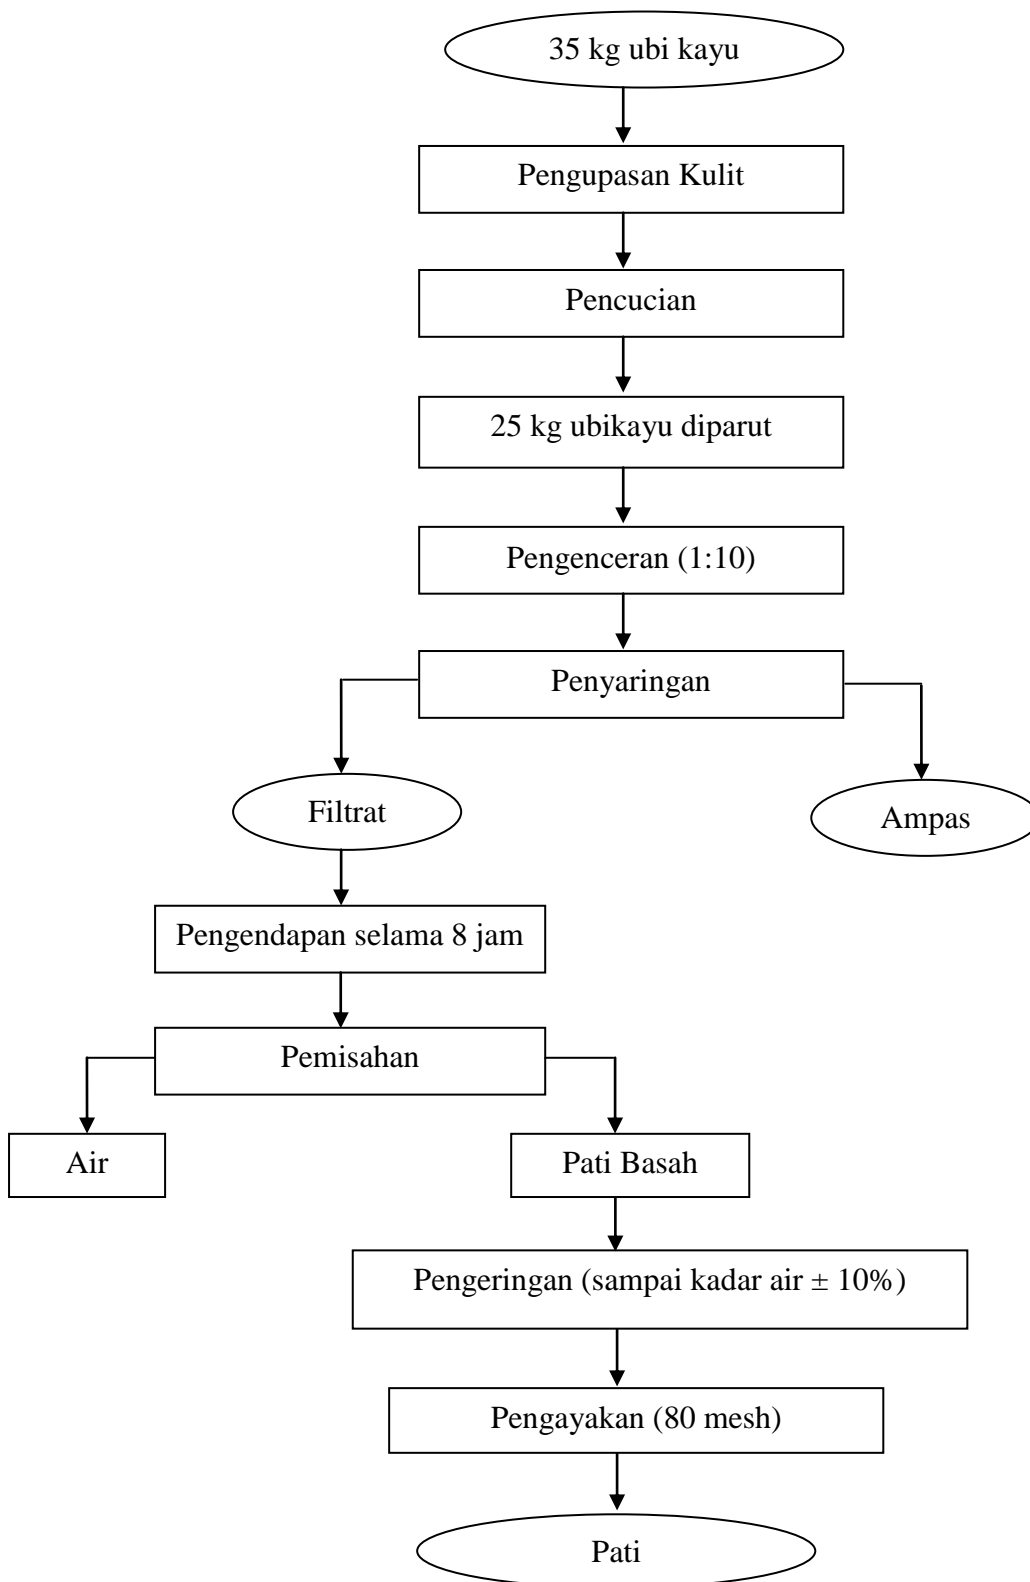 35 kg ubi kayu
Pengupasan Kulit
Pencucian
25 kg ubikayu diparut
Pengenceran (1:10)
Penyaringan
Filtrat
Ampas
Pengendapan selama 8 jam
Pemisahan
Air
Pati Basah
Pengeringan (sampai kadar air ± 10%)
Pengayakan (80 mesh)
Pati